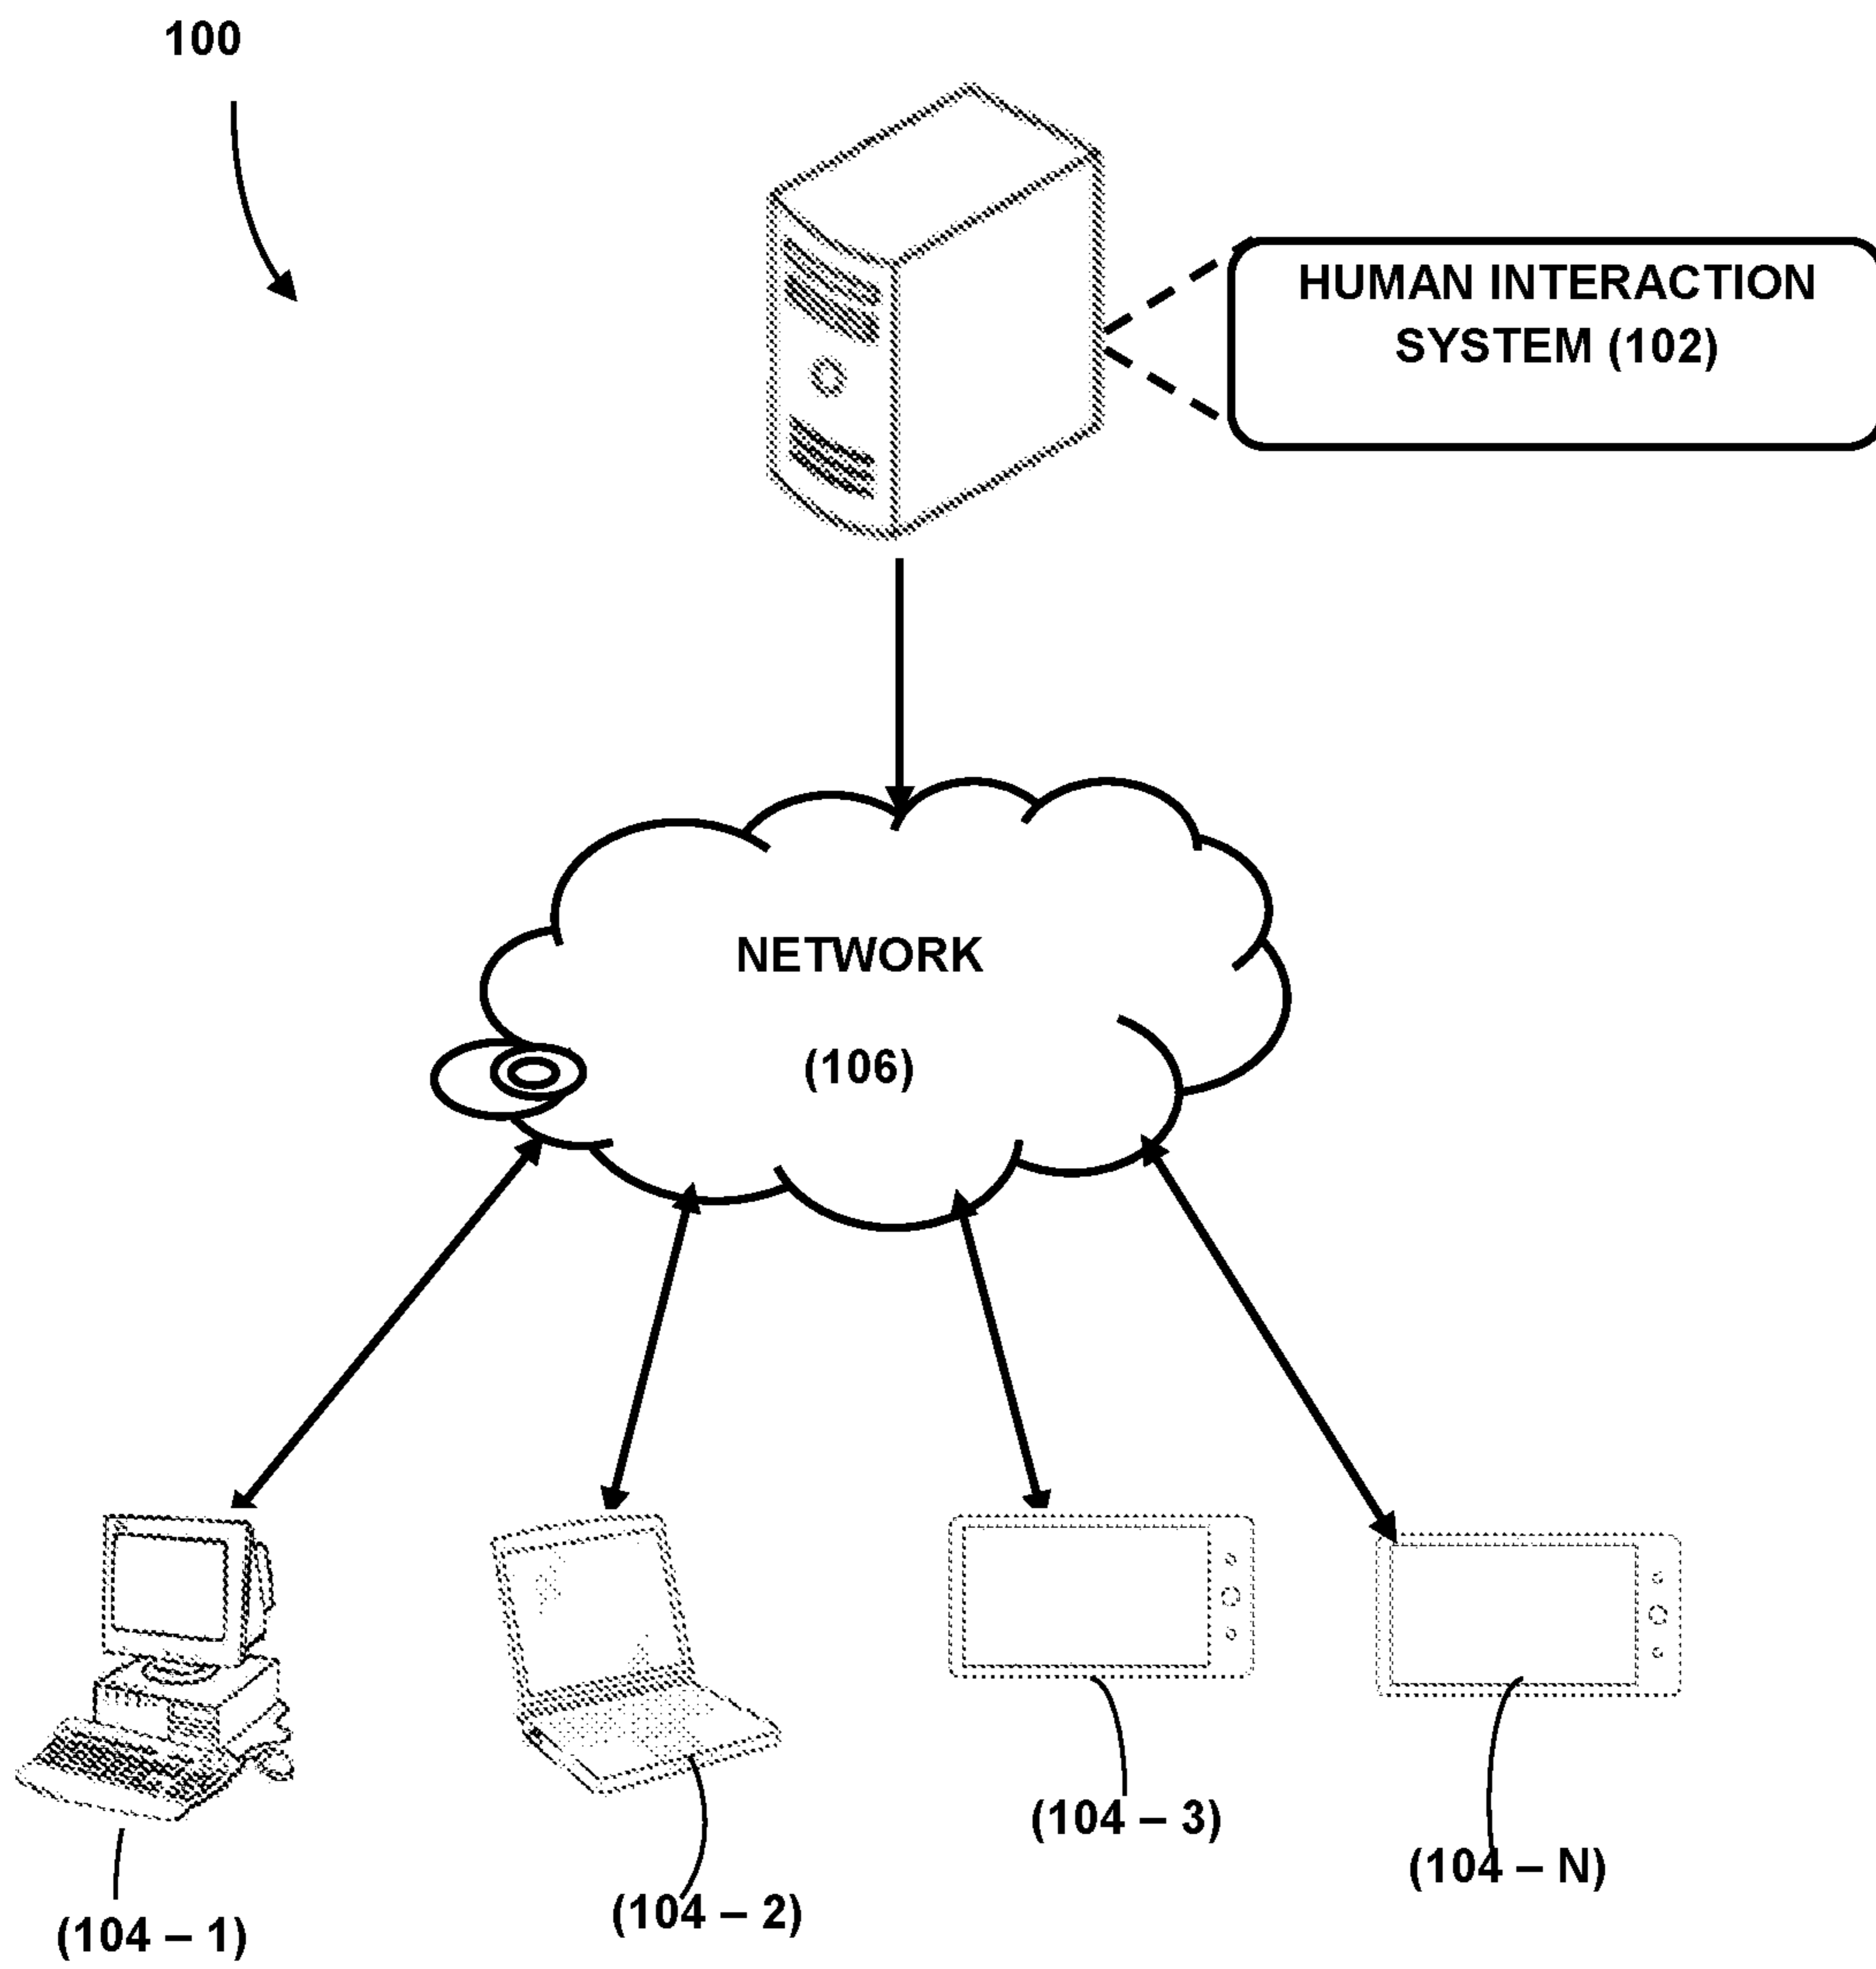 100
HUMAN INTERACTION
SYSTEM (102)
NETWORK
(106)
(104 – 3)
(104 – N)
(104 – 2)
(104 – 1)